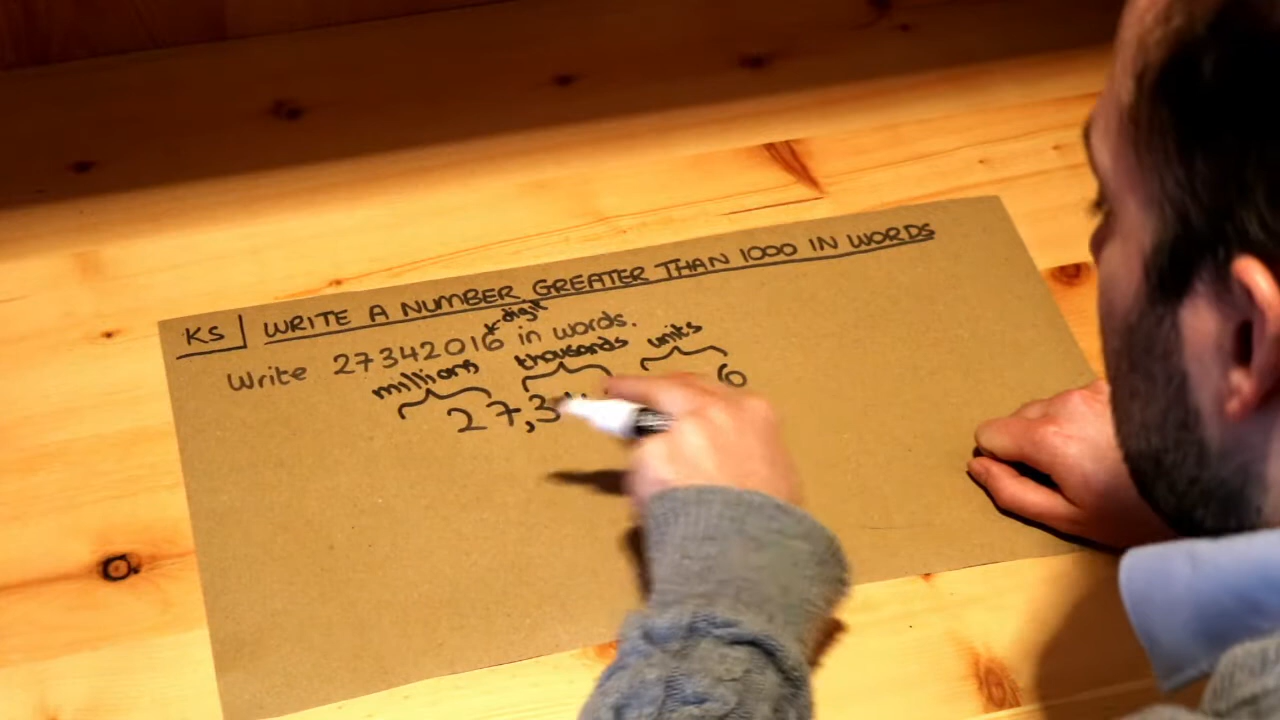 KS WRITE A NUMBER GREATER THAN 1000 IN WORDS
digit
Write 27342016 in words.
millions thousands units
27,3 6